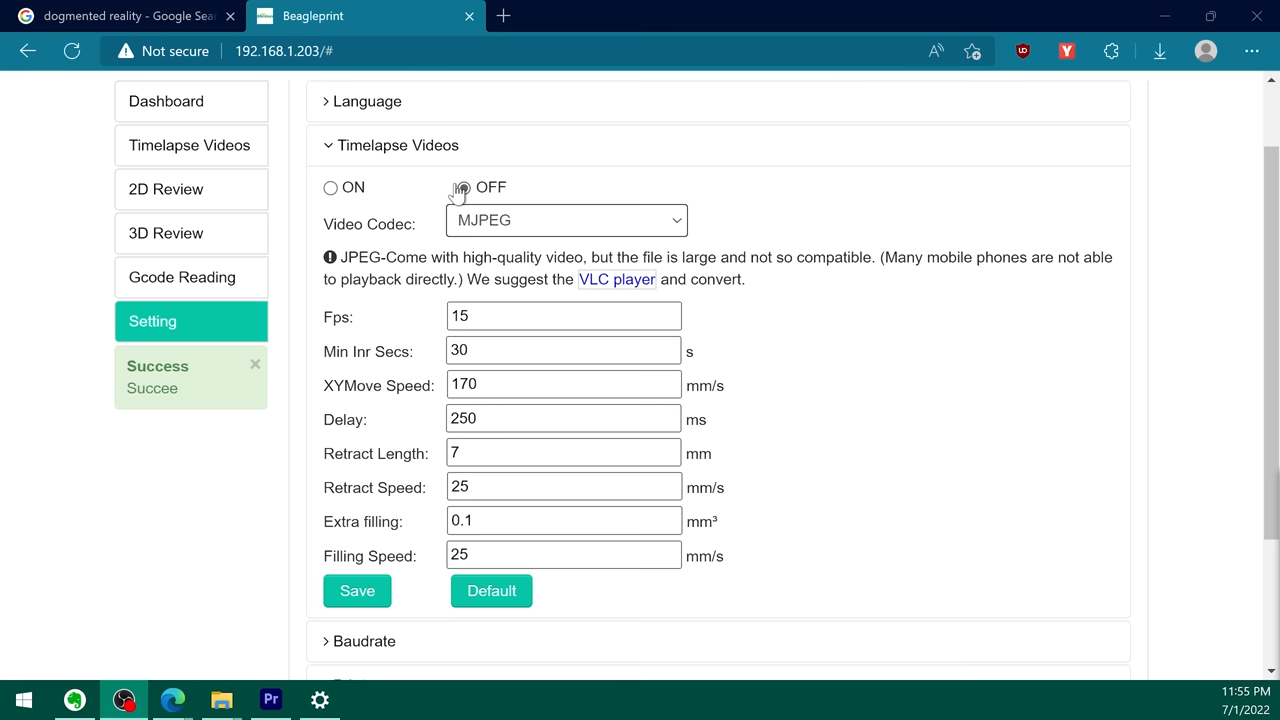 dogmented reality - Google Sea
Beagleprint
Not secure
192.168.1.203/#
Dashboard
Timelapse Videos
2D Review
3D Review
Gcode Reading
Setting
Success
Succee
Language
Timelapse Videos
ON
OFF
Video Codec:
MJPEG
JPEG-Come with high-quality video, but the file is large and not so compatible. (Many mobile phones are not able
to playback directly.) We suggest the VLC player and convert.
Fps:
15
Min Inr Secs:
30
s
XYMove Speed:
170
mm/s
Delay:
250
ms
Retract Length:
7
mm
Retract Speed:
25
mm/s
Extra filling:
0.1
mm³
Filling Speed:
25
mm/s
Save
Default
Baudrate
Pr
11:55 PM
7/1/2022